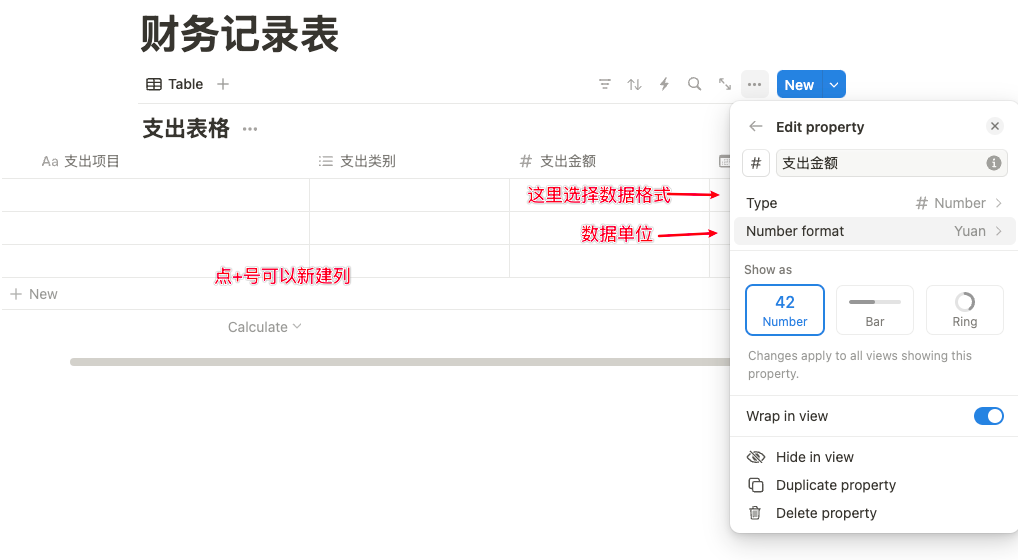 财务记录表
Table
New
支出表格
Aa 支出项目
支出类别
# 支出金额
这里选择数据格式
数据单位
点+号可以新建列
+ New
Calculate
Edit property
# 支出金额
Type # Number
Number format Yuan
Show as
42
Number
Bar
Ring
Changes apply to all views showing this
property.
Wrap in view
Hide in view
Duplicate property
Delete property